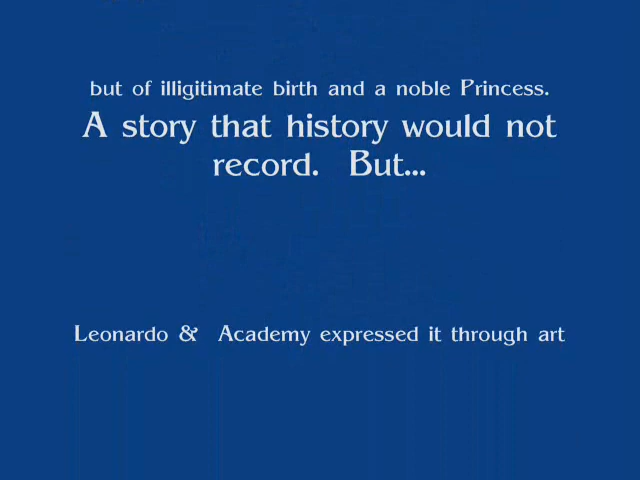 but of illigitimate birth and a noble Princess.
A story that history would not
record.  But...
Leonardo &  Academy expressed it through art